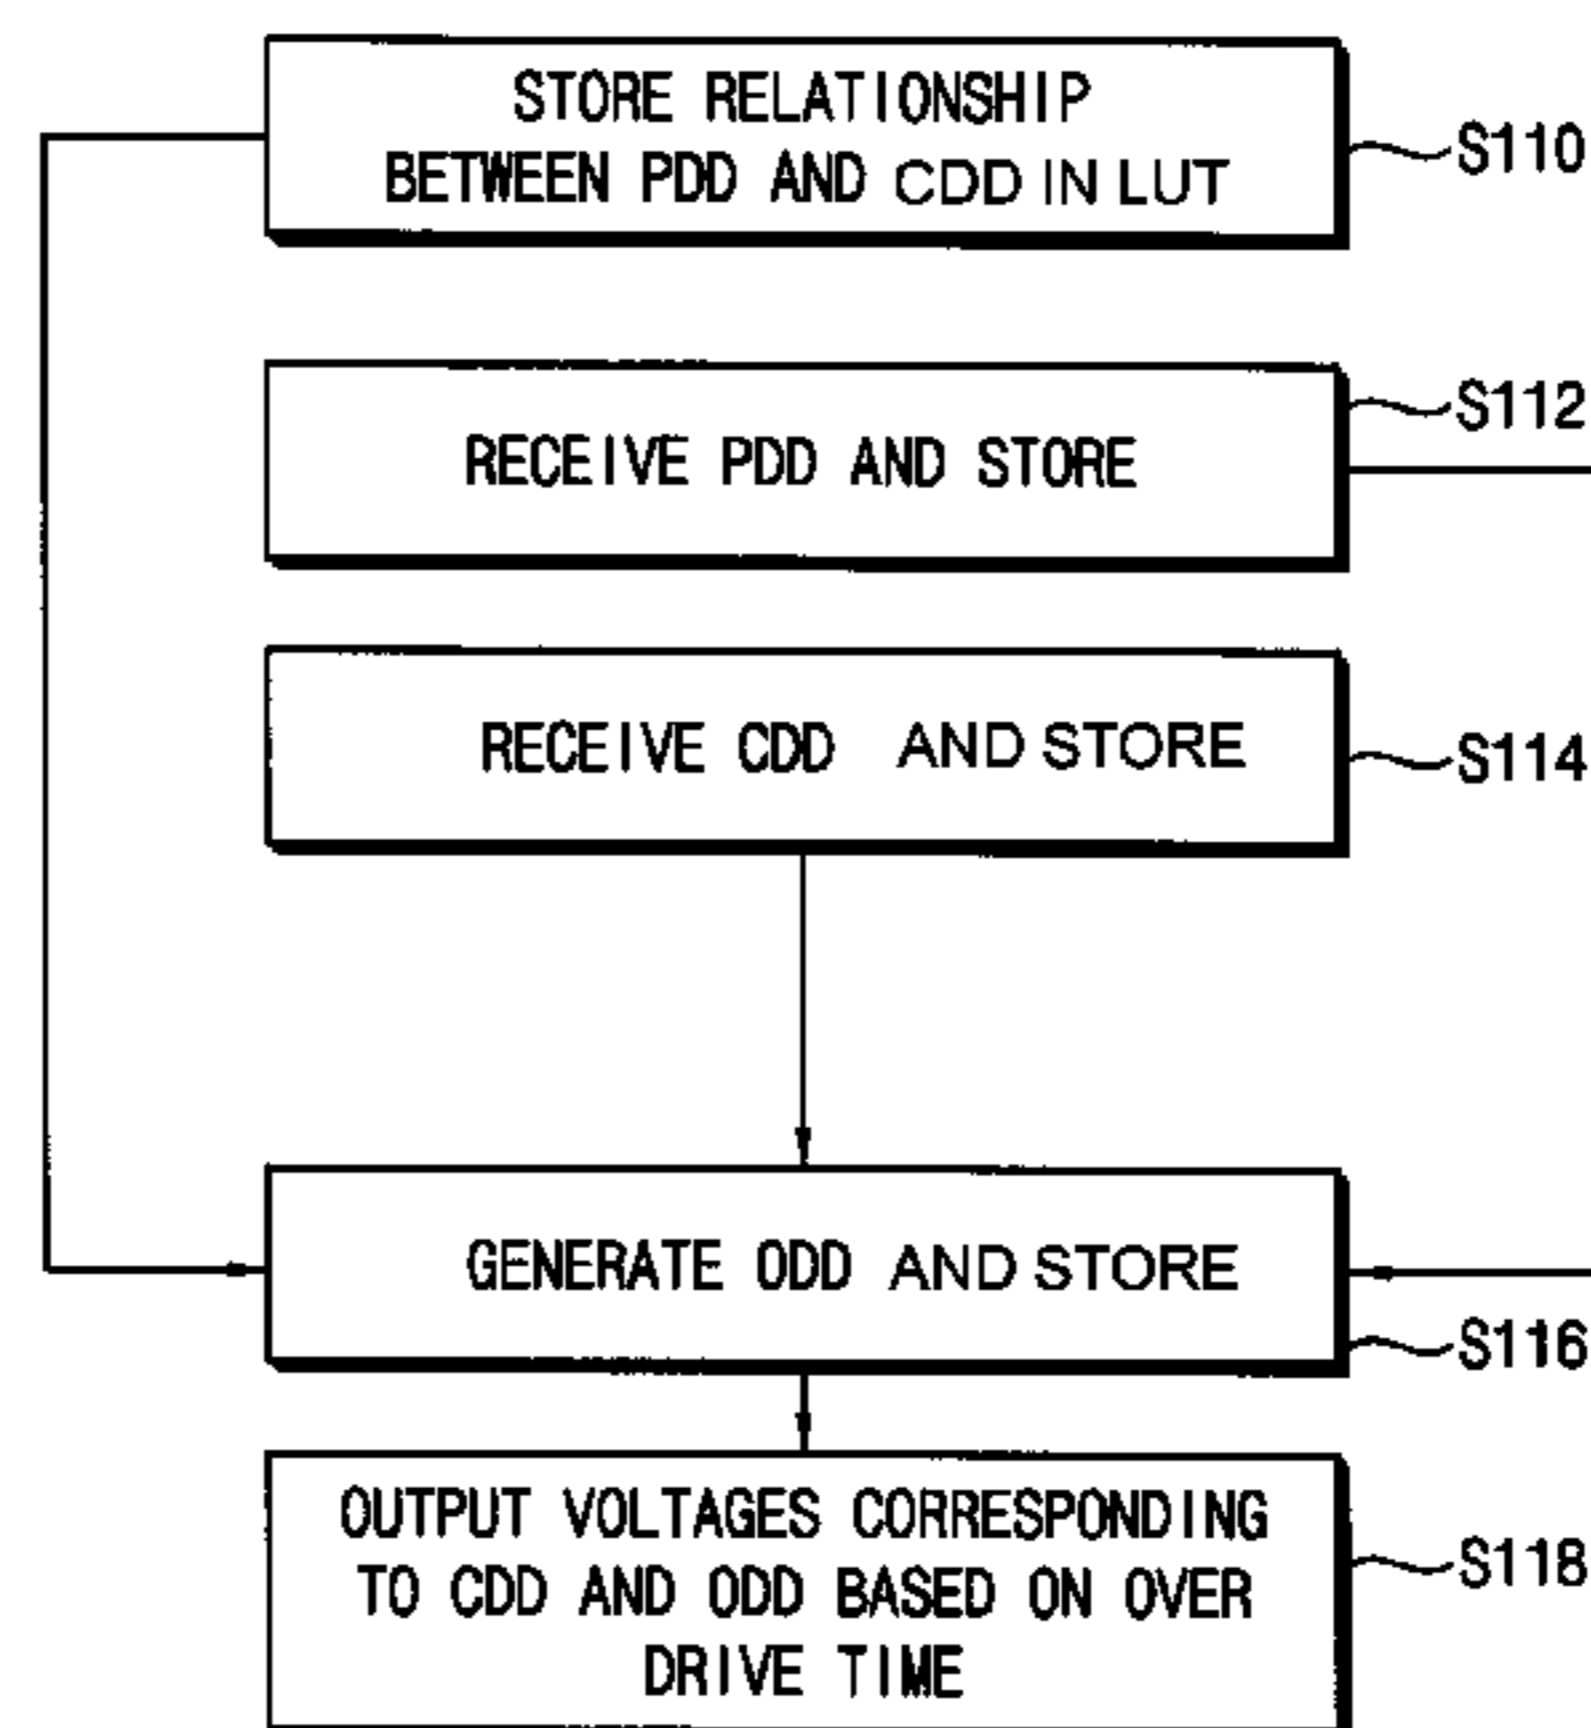 STORE RELATIONSHIP
BETWEEN PDD AND CDD IN LUT
S110
S112
RECEIVE PDD AND STORE
RECEIVE CDD AND STORE
S114
GENERATE ODD AND STORE
S116
OUTPUT VOLTAGES CORRESPONDING
TO CDD AND ODD BASED ON OVER
DRIVE TIME
S118